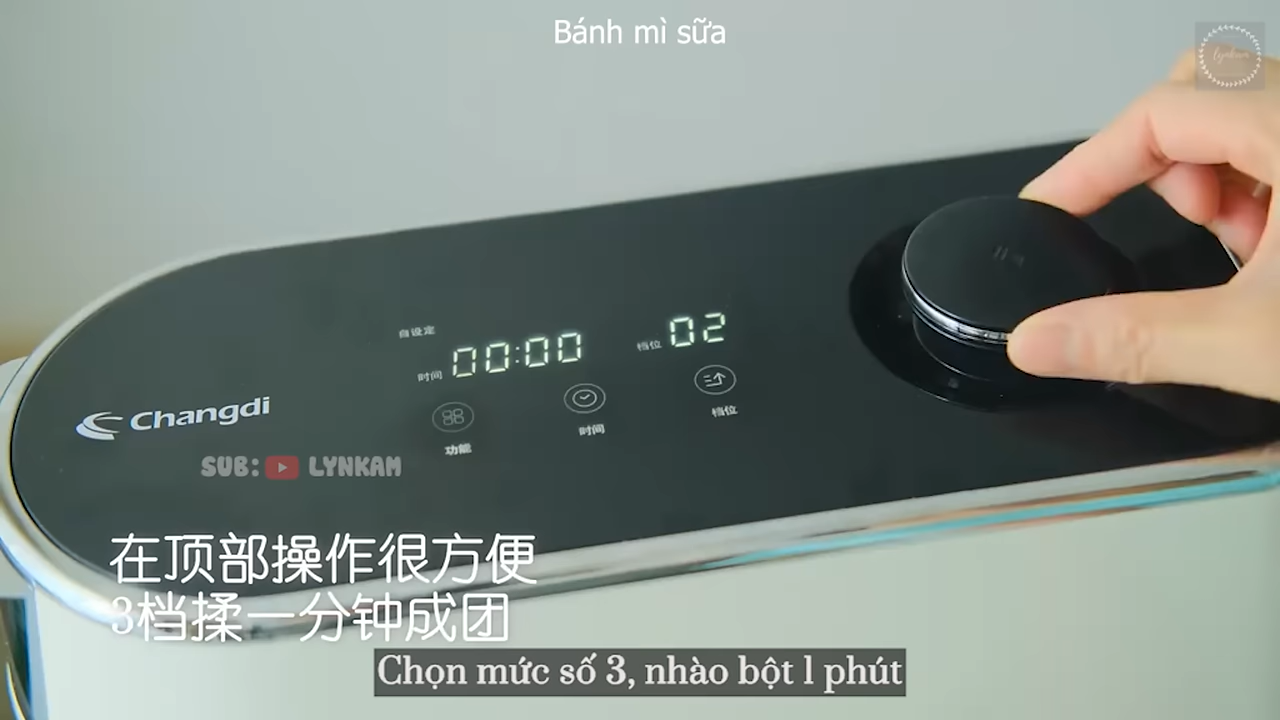 Bánh mì sữa
lynkam
自设定
时间 00:00
档位 02
功能
时间
档位
Changdi
SUB: LYNKAM
在顶部操作很方便
3档揉一分钟成团
Chọn mức số 3, nhào bột 1 phút